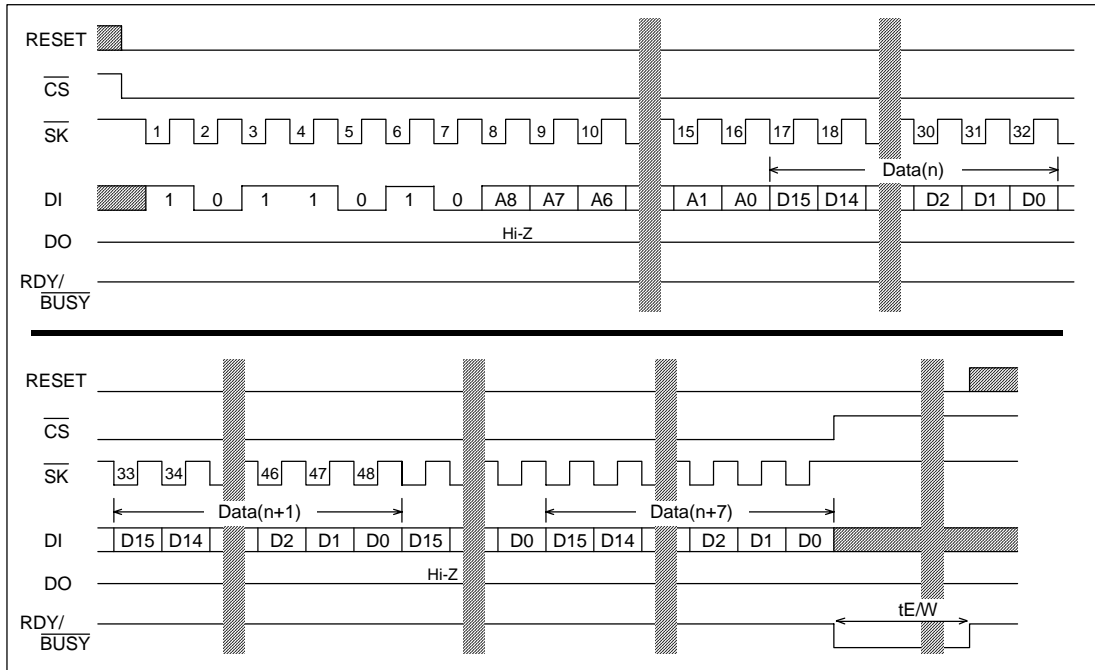 RESET
CS
SK 1 2 3 4 5 6 7 8 9 10 15 16 17 18 30 31 32
Data(n)
DI 1 0 1 1 0 1 0 A8 A7 A6 A1 A0 D15 D14 D2 D1 D0
Hi-Z
DO
RDY/
BUSY
RESET
CS
SK 33 34 46 47 48
Data(n+1) Data(n+7)
DI D15 D14 D2 D1 D0 D15 D0 D15 D14 D2 D1 D0
Hi-Z
DO
tE/W
RDY/
BUSY